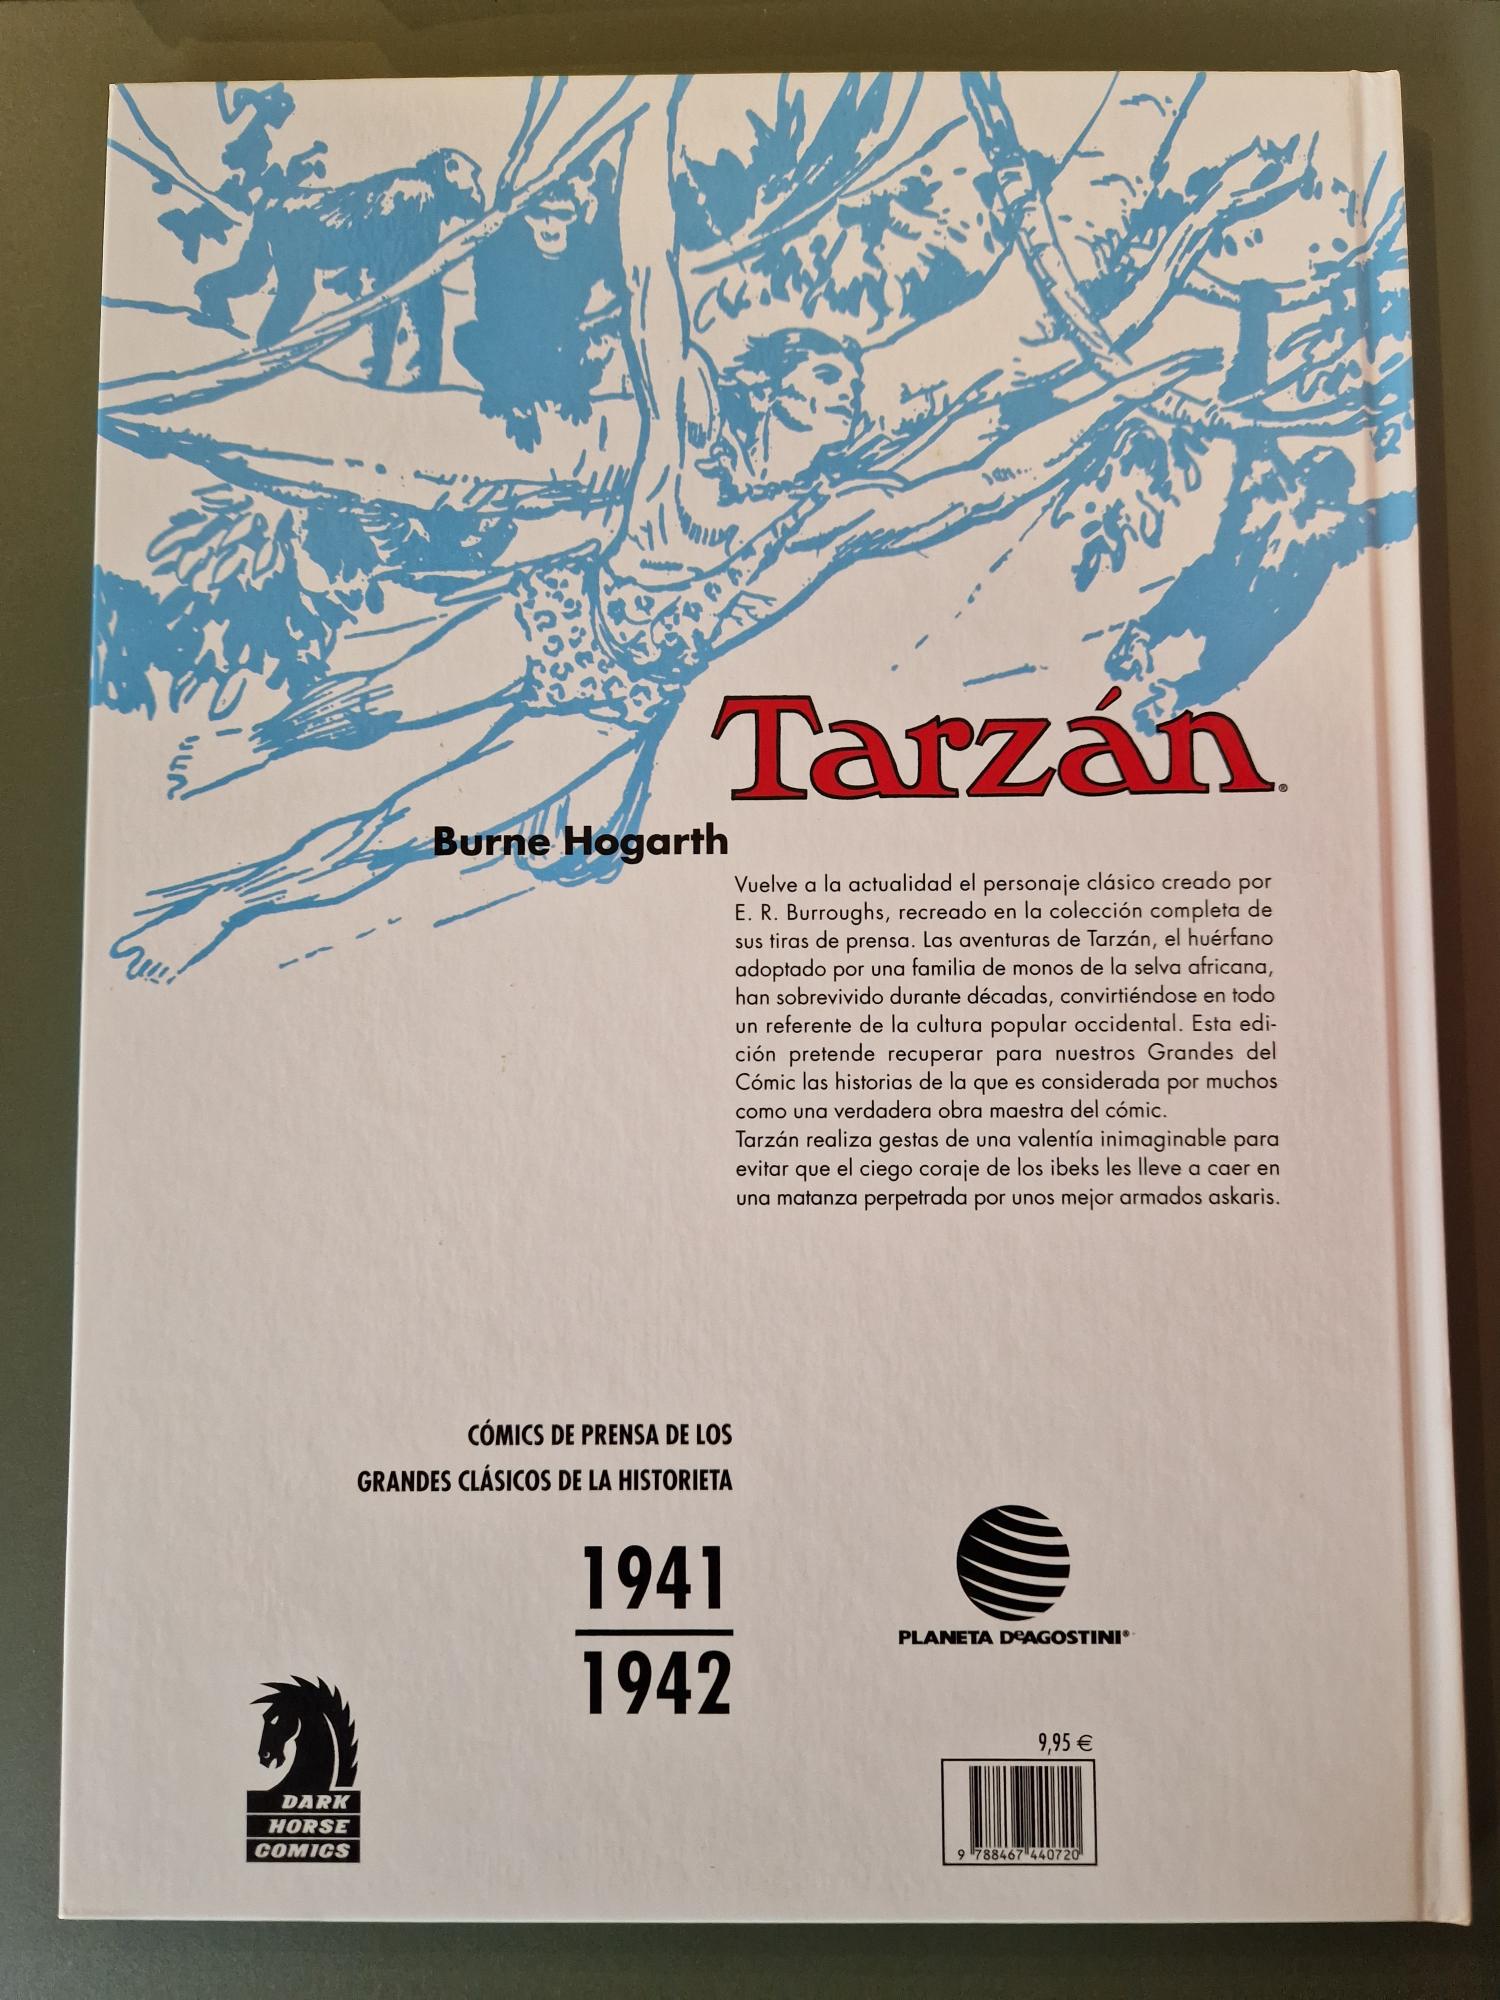 Tarzán®
Burne Hogarth
Vuelve a la actualidad el personaje clásico creado por
E. R. Burroughs, recreado en la colección completa de
sus tiras de prensa. Las aventuras de Tarzán, el huérfano
adoptado por una familia de monos de la selva africana,
han sobrevivido durante décadas, convirtiéndose en todo
un referente de la cultura popular occidental. Esta edi-
ción pretende recuperar para nuestros Grandes del
Cómic las historias de la que es considerada por muchos
como una verdadera obra maestra del cómic.
Tarzán realiza gestas de una valentía inimaginable para
evitar que el ciego coraje de los ibeks les lleve a caer en
una matanza perpetrada por unos mejor armados askaris.
CÓMICS DE PRENSA DE LOS
GRANDES CLÁSICOS DE LA HISTORIETA
1941
1942
PLANETA DeAGOSTINI®
DARK
HORSE
COMICS
9,95 €
9 788467 440720